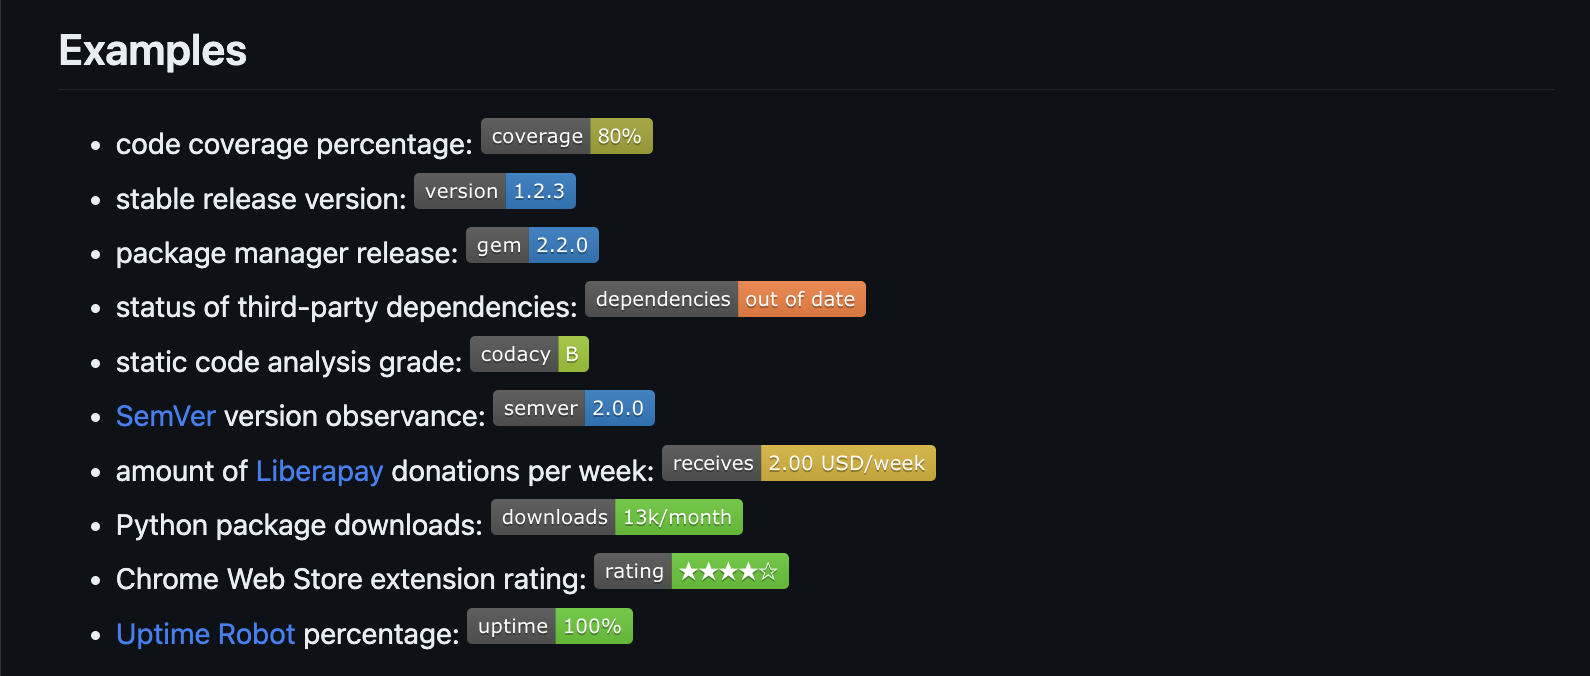 Examples
• code coverage percentage: coverage 80%
• stable release version: version 1.2.3
• package manager release: gem 2.2.0
• status of third-party dependencies: dependencies out of date
• static code analysis grade: codacy B
• SemVer version observance: semver 2.0.0
• amount of Liberapay donations per week: receives 2.00 USD/week
• Python package downloads: downloads 13k/month
• Chrome Web Store extension rating: rating ★★★★☆
• Uptime Robot percentage: uptime 100%